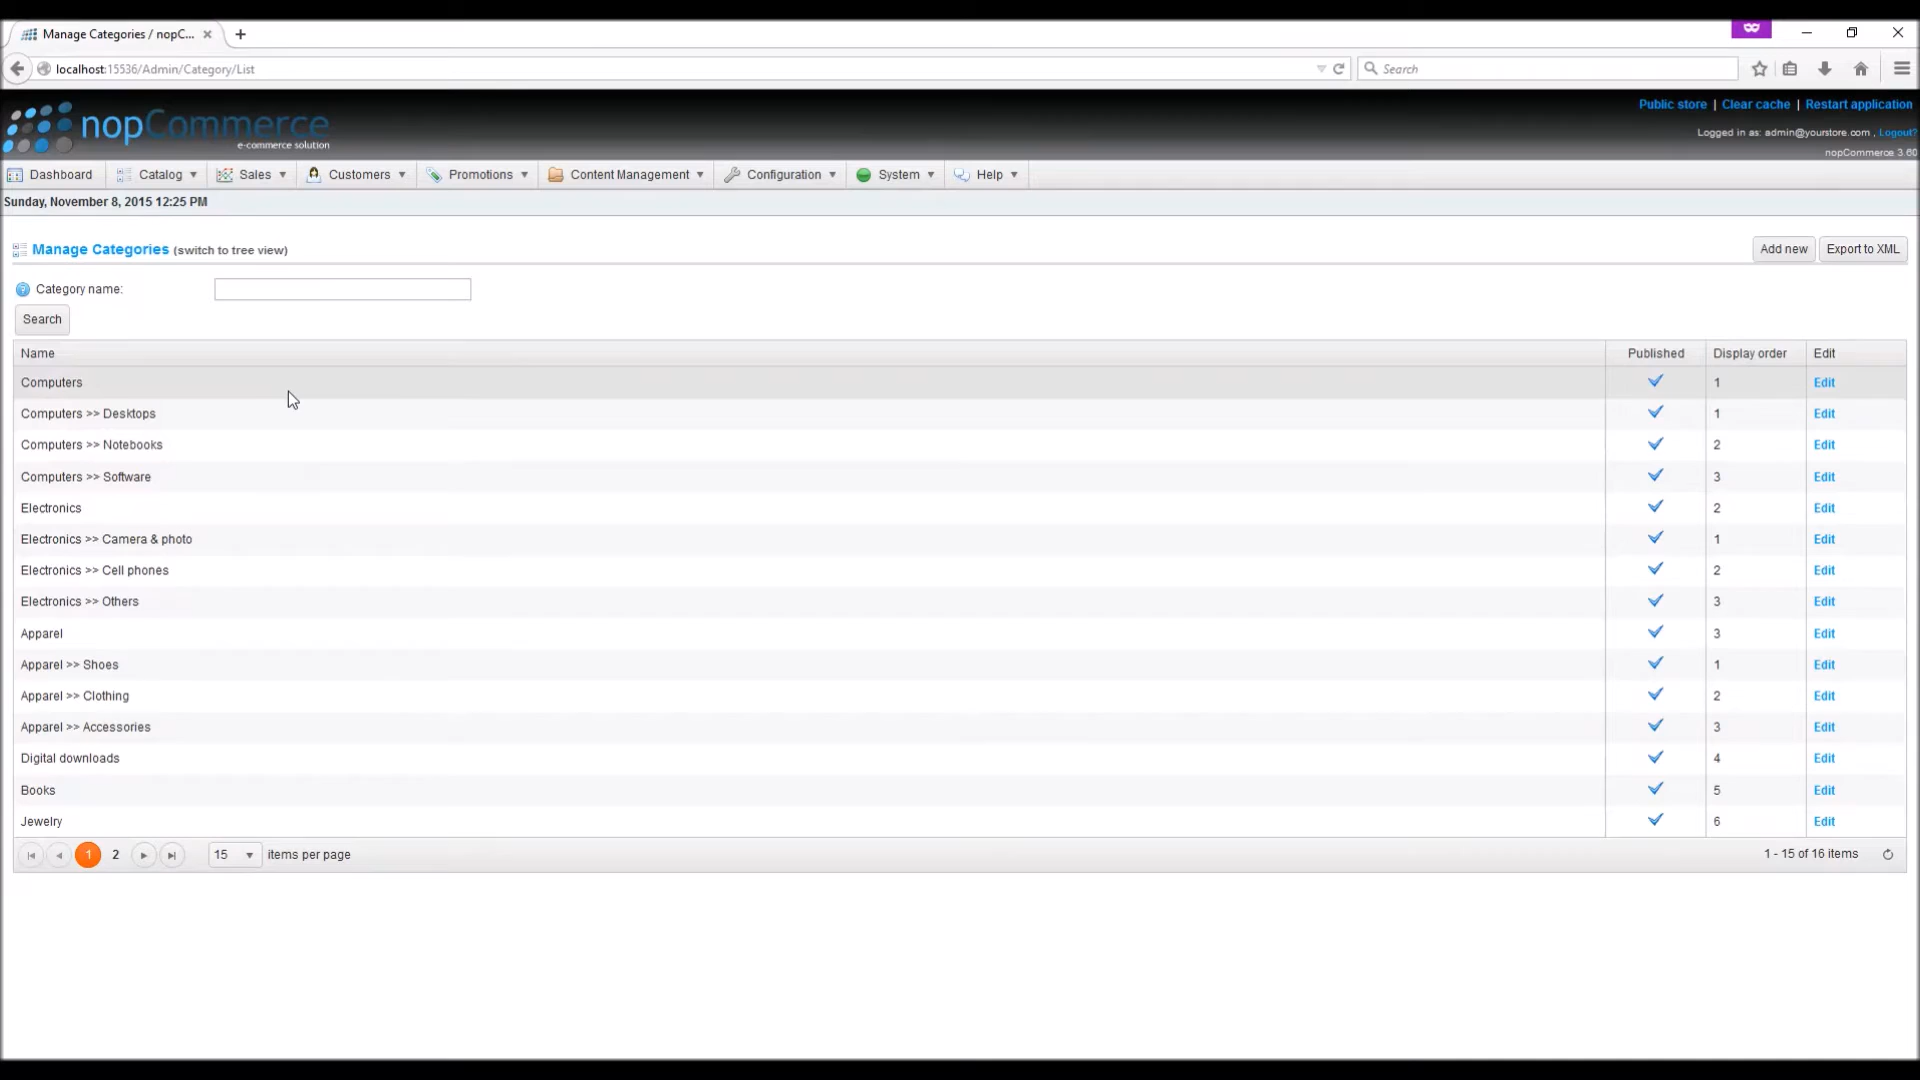 Manage Categories / nopC...
localhost:15536/Admin/Category/List
Search
nopCommerce
e-commerce solution
Public store | Clear cache | Restart application
Logged in as: admin@yourstore.com , Logout?
nopCommerce 3.60
Dashboard Catalog Sales Customers Promotions Content Management Configuration System Help
Sunday, November 8, 2015 12:25 PM
Manage Categories (switch to tree view)
Add new Export to XML
Category name:
Search
Name Published Display order Edit
Computers 1 Edit
Computers >> Desktops 1 Edit
Computers >> Notebooks 2 Edit
Computers >> Software 3 Edit
Electronics 2 Edit
Electronics >> Camera & photo 1 Edit
Electronics >> Cell phones 2 Edit
Electronics >> Others 3 Edit
Apparel 3 Edit
Apparel >> Shoes 1 Edit
Apparel >> Clothing 2 Edit
Apparel >> Accessories 3 Edit
Digital downloads 4 Edit
Books 5 Edit
Jewelry 6 Edit
1 2 15 items per page 1 - 15 of 16 items